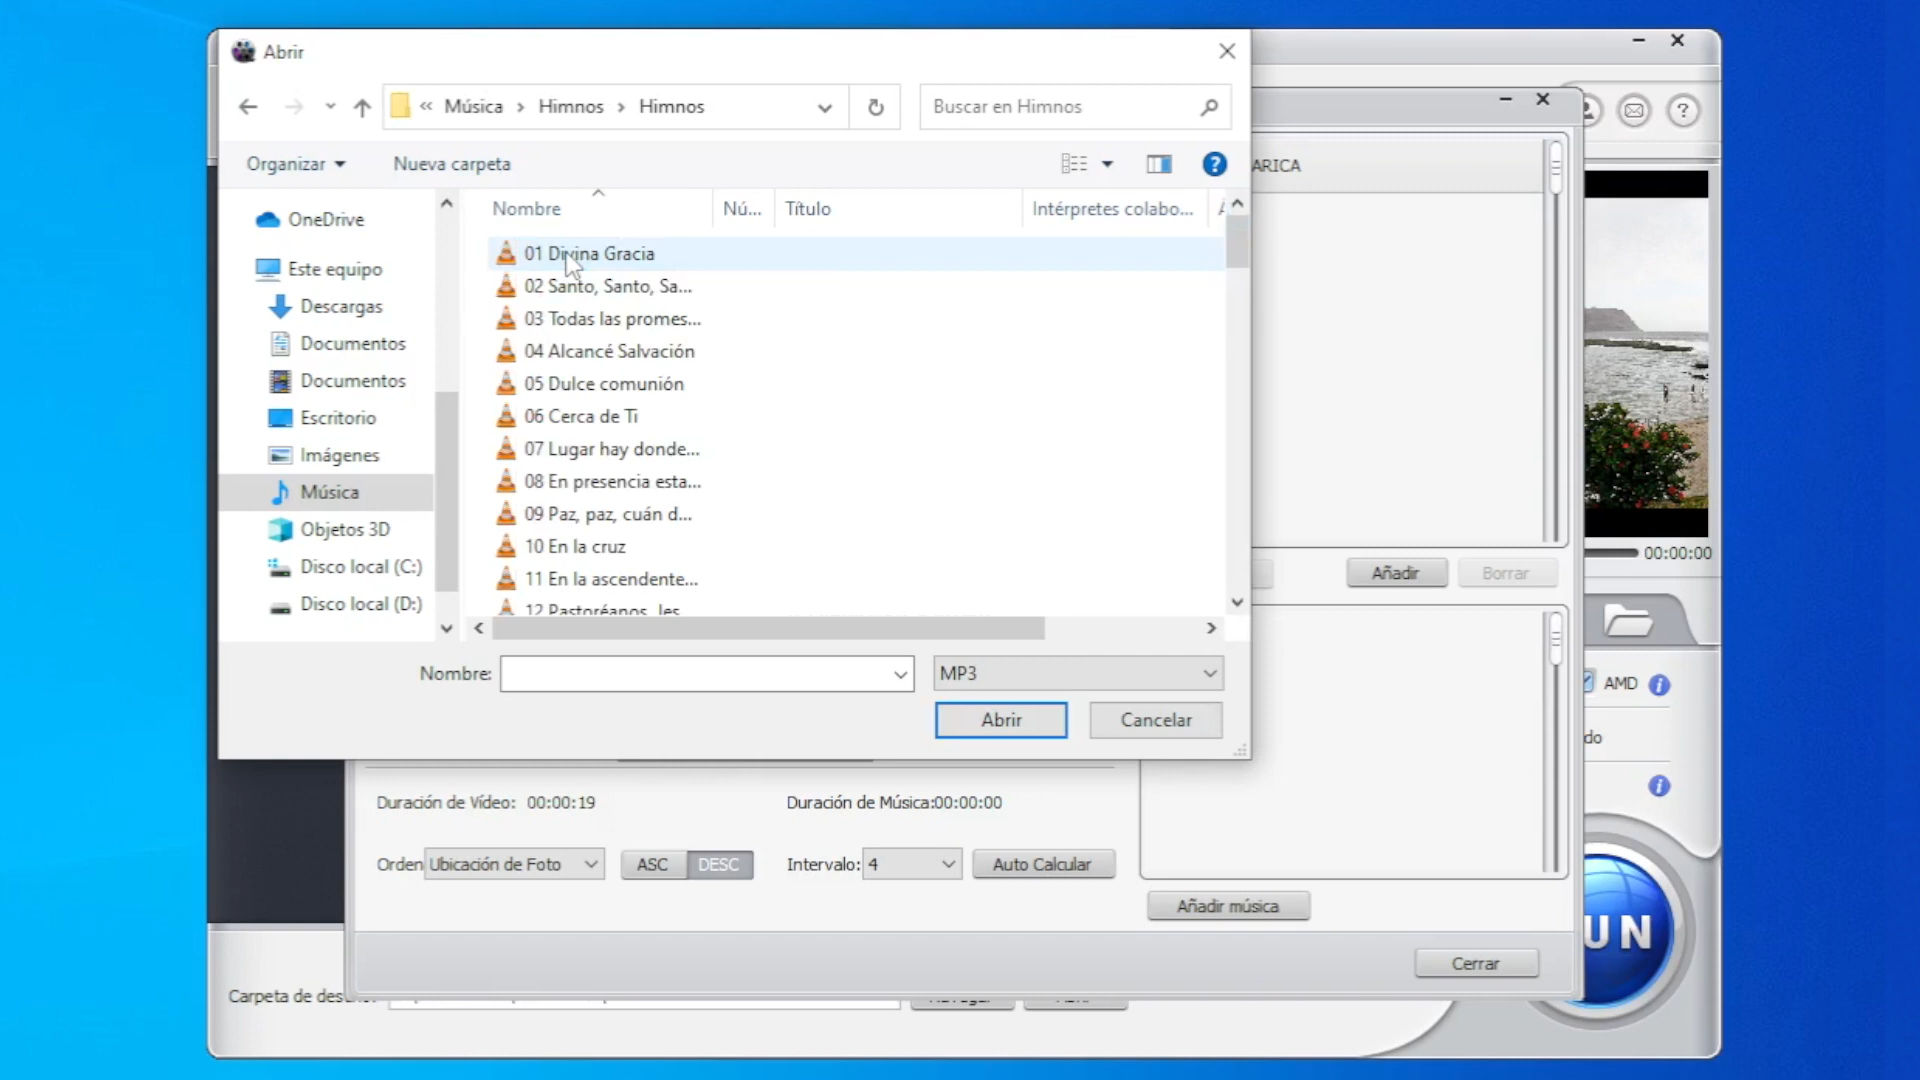 Abrir
« Música › Himnos › Himnos
Buscar en Himnos
Organizar
Nueva carpeta
?
ARICA
Nombre
Nú...
Título
Intérpretes colabo...
OneDrive
Este equipo
Descargas
Documentos
Documentos
Escritorio
Imágenes
Música
Objetos 3D
Disco local (C:)
Disco local (D:)
01 Divina Gracia
02 Santo, Santo, Sa...
03 Todas las promes...
04 Alcancé Salvación
05 Dulce comunión
06 Cerca de Ti
07 Lugar hay donde...
08 En presencia esta...
09 Paz, paz, cuán d...
10 En la cruz
11 En la ascendente...
12 Pastoréanos, Jes...
00:00:00
Añadir
Borrar
Nombre:
MP3
Abrir
Cancelar
AMD
do
Duración de Vídeo: 00:00:19
Duración de Música:00:00:00
Orden
Ubicación de Foto
ASC
DESC
Intervalo: 4
Auto Calcular
Añadir música
UN
Cerrar
Carpeta de